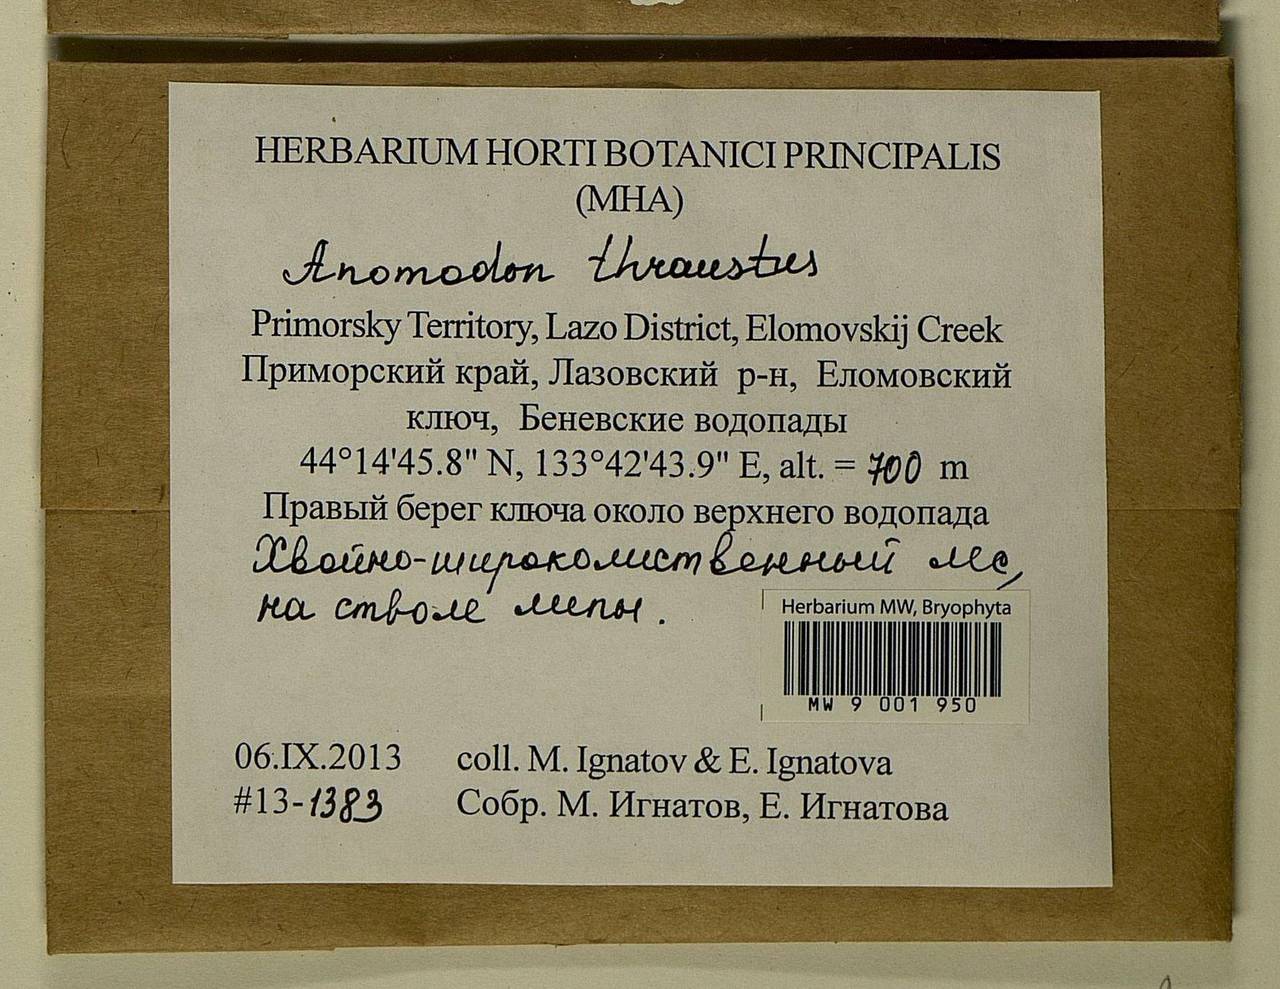 HERBARIUM HORTI BOTANICI PRINCIPALIS
(MHA)
Anomodon thraustus
Primorsky Territory, Lazo District, Elomovskij Creek
Приморский край, Лазовский р-н, Еломовский
ключ, Беневские водопады
44°14'45.8" N, 133°42'43.9" E, alt. = 700 m
Правый берег ключа около верхнего водопада
Хвойно-широколиственный лес,
на стволе липы.
Herbarium MW, Bryophyta
MW 9 001 950
06.IX.2013 coll. M. Ignatov & E. Ignatova
#13-1383 Собр. М. Игнатов, Е. Игнатова